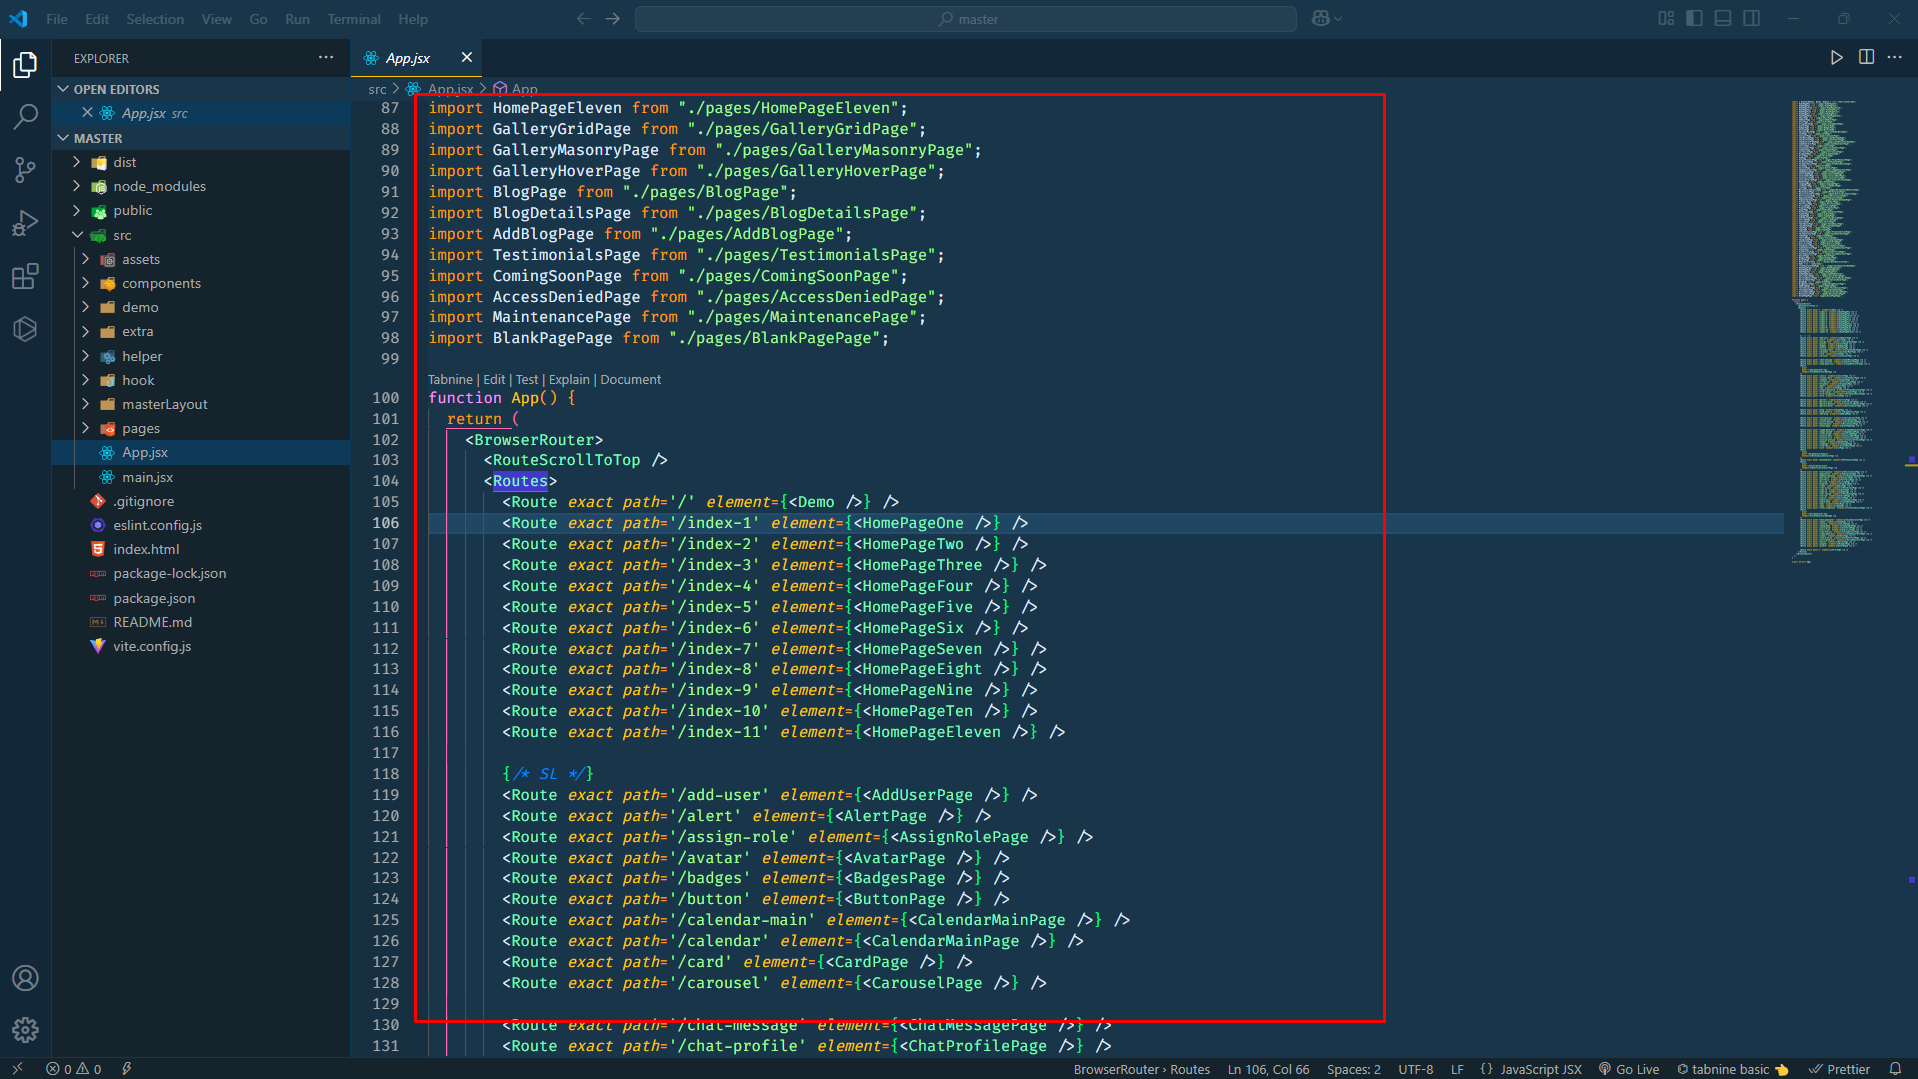 File Edit Selection View Go Run Terminal Help
master
EXPLORER
OPEN EDITORS
App.jsx src
MASTER
dist
node_modules
public
src
assets
components
demo
extra
helper
hook
masterLayout
pages
App.jsx
main.jsx
.gitignore
eslint.config.js
index.html
package-lock.json
package.json
README.md
vite.config.js
App.jsx
src > App.jsx > App
87 import HomePageEleven from "./pages/HomePageEleven";
88 import GalleryGridPage from "./pages/GalleryGridPage";
89 import GalleryMasonryPage from "./pages/GalleryMasonryPage";
90 import GalleryHoverPage from "./pages/GalleryHoverPage";
91 import BlogPage from "./pages/BlogPage";
92 import BlogDetailsPage from "./pages/BlogDetailsPage";
93 import AddBlogPage from "./pages/AddBlogPage";
94 import TestimonialsPage from "./pages/TestimonialsPage";
95 import ComingSoonPage from "./pages/ComingSoonPage";
96 import AccessDeniedPage from "./pages/AccessDeniedPage";
97 import MaintenancePage from "./pages/MaintenancePage";
98 import BlankPagePage from "./pages/BlankPagePage";
99
Tabnine | Edit | Test | Explain | Document
100 function App() {
101 return (
102 <BrowserRouter>
103 <RouteScrollToTop />
104 <Routes>
105 <Route exact path='/' element={<Demo />} />
106 <Route exact path='/index-1' element={<HomePageOne />} />
107 <Route exact path='/index-2' element={<HomePageTwo />} />
108 <Route exact path='/index-3' element={<HomePageThree />} />
109 <Route exact path='/index-4' element={<HomePageFour />} />
110 <Route exact path='/index-5' element={<HomePageFive />} />
111 <Route exact path='/index-6' element={<HomePageSix />} />
112 <Route exact path='/index-7' element={<HomePageSeven />} />
113 <Route exact path='/index-8' element={<HomePageEight />} />
114 <Route exact path='/index-9' element={<HomePageNine />} />
115 <Route exact path='/index-10' element={<HomePageTen />} />
116 <Route exact path='/index-11' element={<HomePageEleven />} />
117
118 {/* SL */}
119 <Route exact path='/add-user' element={<AddUserPage />} />
120 <Route exact path='/alert' element={<AlertPage />} />
121 <Route exact path='/assign-role' element={<AssignRolePage />} />
122 <Route exact path='/avatar' element={<AvatarPage />} />
123 <Route exact path='/badges' element={<BadgesPage />} />
124 <Route exact path='/button' element={<ButtonPage />} />
125 <Route exact path='/calendar-main' element={<CalendarMainPage />} />
126 <Route exact path='/calendar' element={<CalendarMainPage />} />
127 <Route exact path='/card' element={<CardPage />} />
128 <Route exact path='/carousel' element={<CarouselPage />} />
129
130 <Route exact path='/chat-message' element={<ChatMessagePage />} />
131 <Route exact path='/chat-profile' element={<ChatProfilePage />} />
0 0 BrowserRouter › Routes Ln 106, Col 66 Spaces: 2 UTF-8 LF {} JavaScript JSX Go Live tabnine basic Prettier